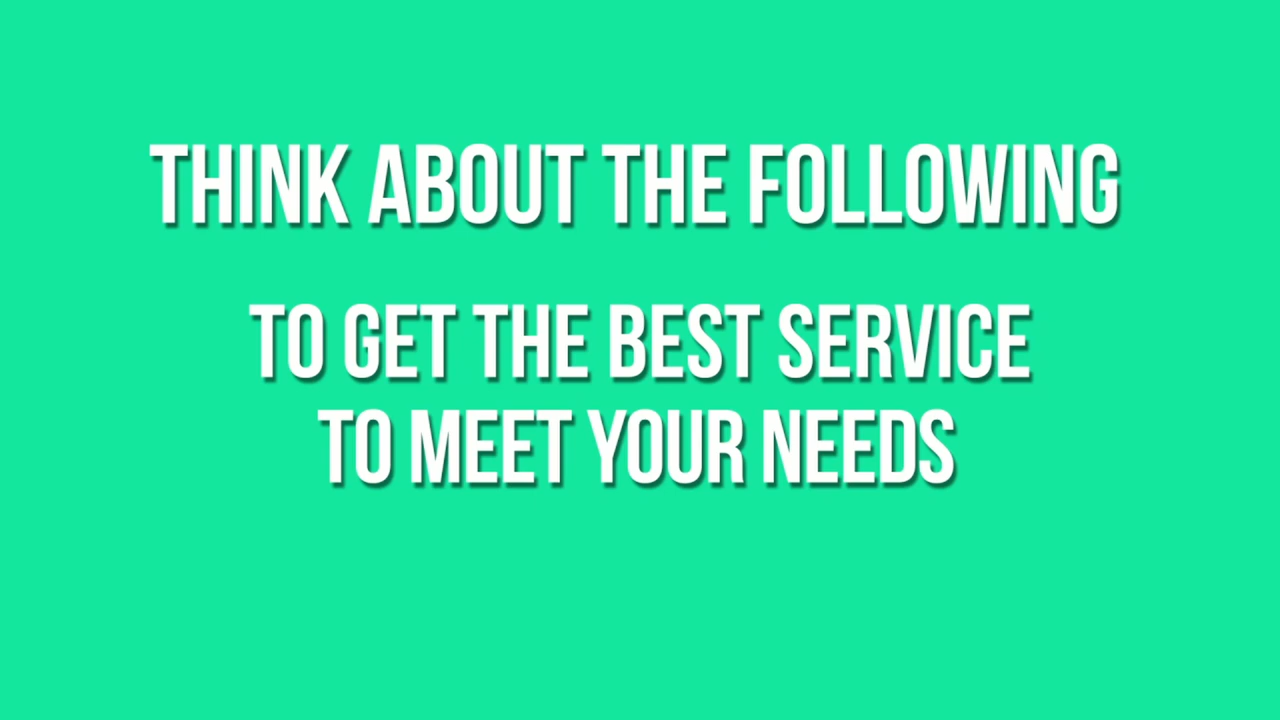 THINK ABOUT THE FOLLOWING
TO GET THE BEST SERVICE
TO MEET YOUR NEEDS